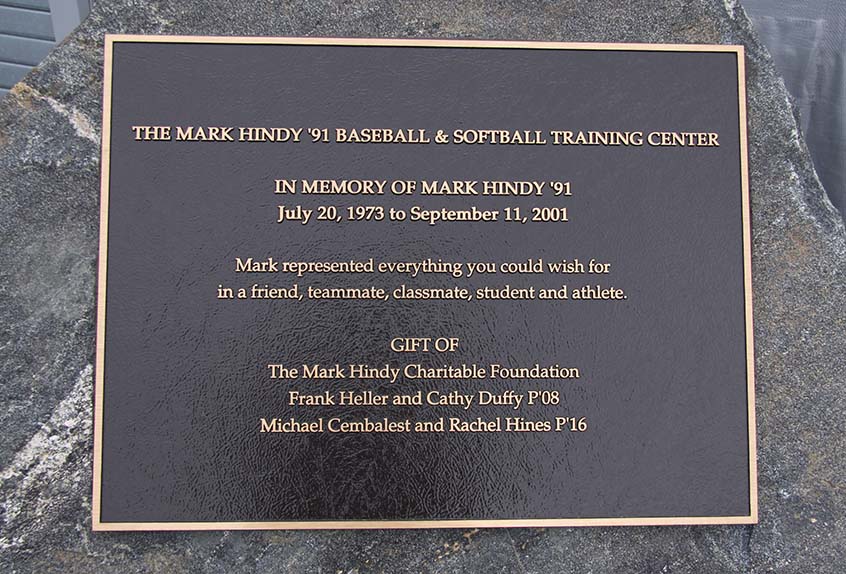 THE MARK HINDY '91 BASEBALL & SOFTBALL TRAINING CENTER
IN MEMORY OF MARK HINDY '91
July 20, 1973 to September 11, 2001
Mark represented everything you could wish for
in a friend, teammate, classmate, student and athlete.
GIFT OF
The Mark Hindy Charitable Foundation
Frank Heller and Cathy Duffy P'08
Michael Cembalest and Rachel Hines P'16